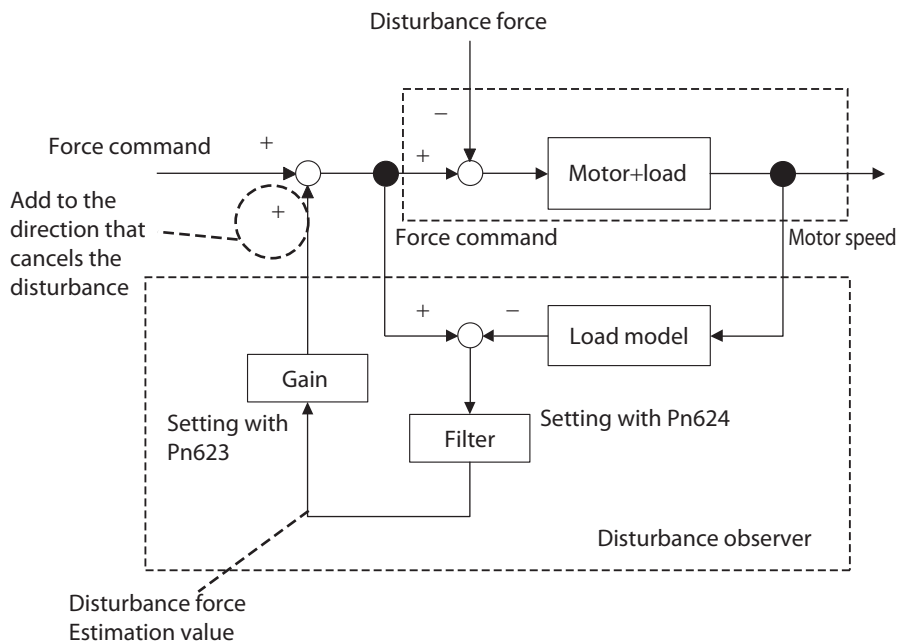 Disturbance force
−
+
Force command
+
Motor+load
Add to the
direction that
cancels the
disturbance
+
Force command
Motor speed
+
−
Load model
Gain
Setting with
Pn623
Filter
Setting with Pn624
Disturbance observer
Disturbance force
Estimation value